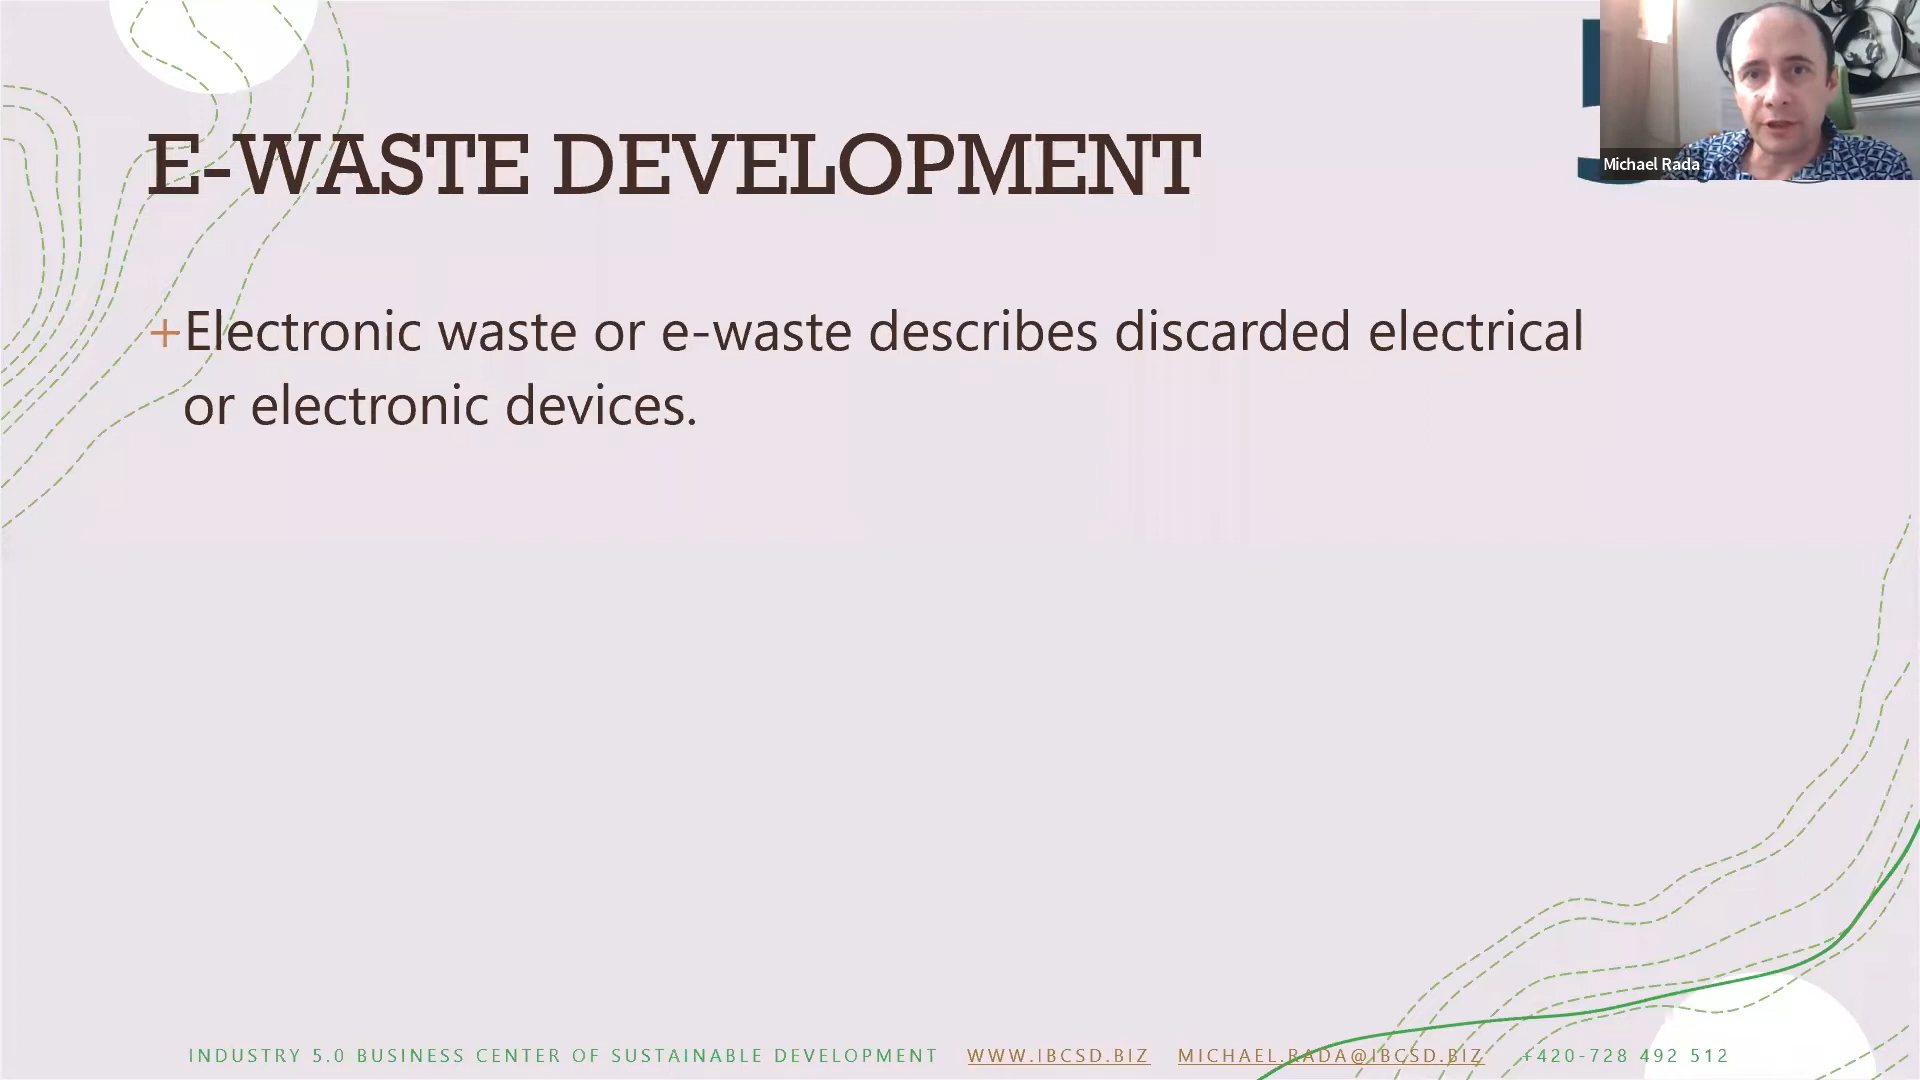 E-WASTE DEVELOPMENT
Michael Rada
+Electronic waste or e-waste describes discarded electrical
or electronic devices.
INDUSTRY 5.0 BUSINESS CENTER OF SUSTAINABLE DEVELOPMENT WWW.IBCSD.BIZ MICHAEL.RADA@IBCSD.BIZ +420-728 492 512